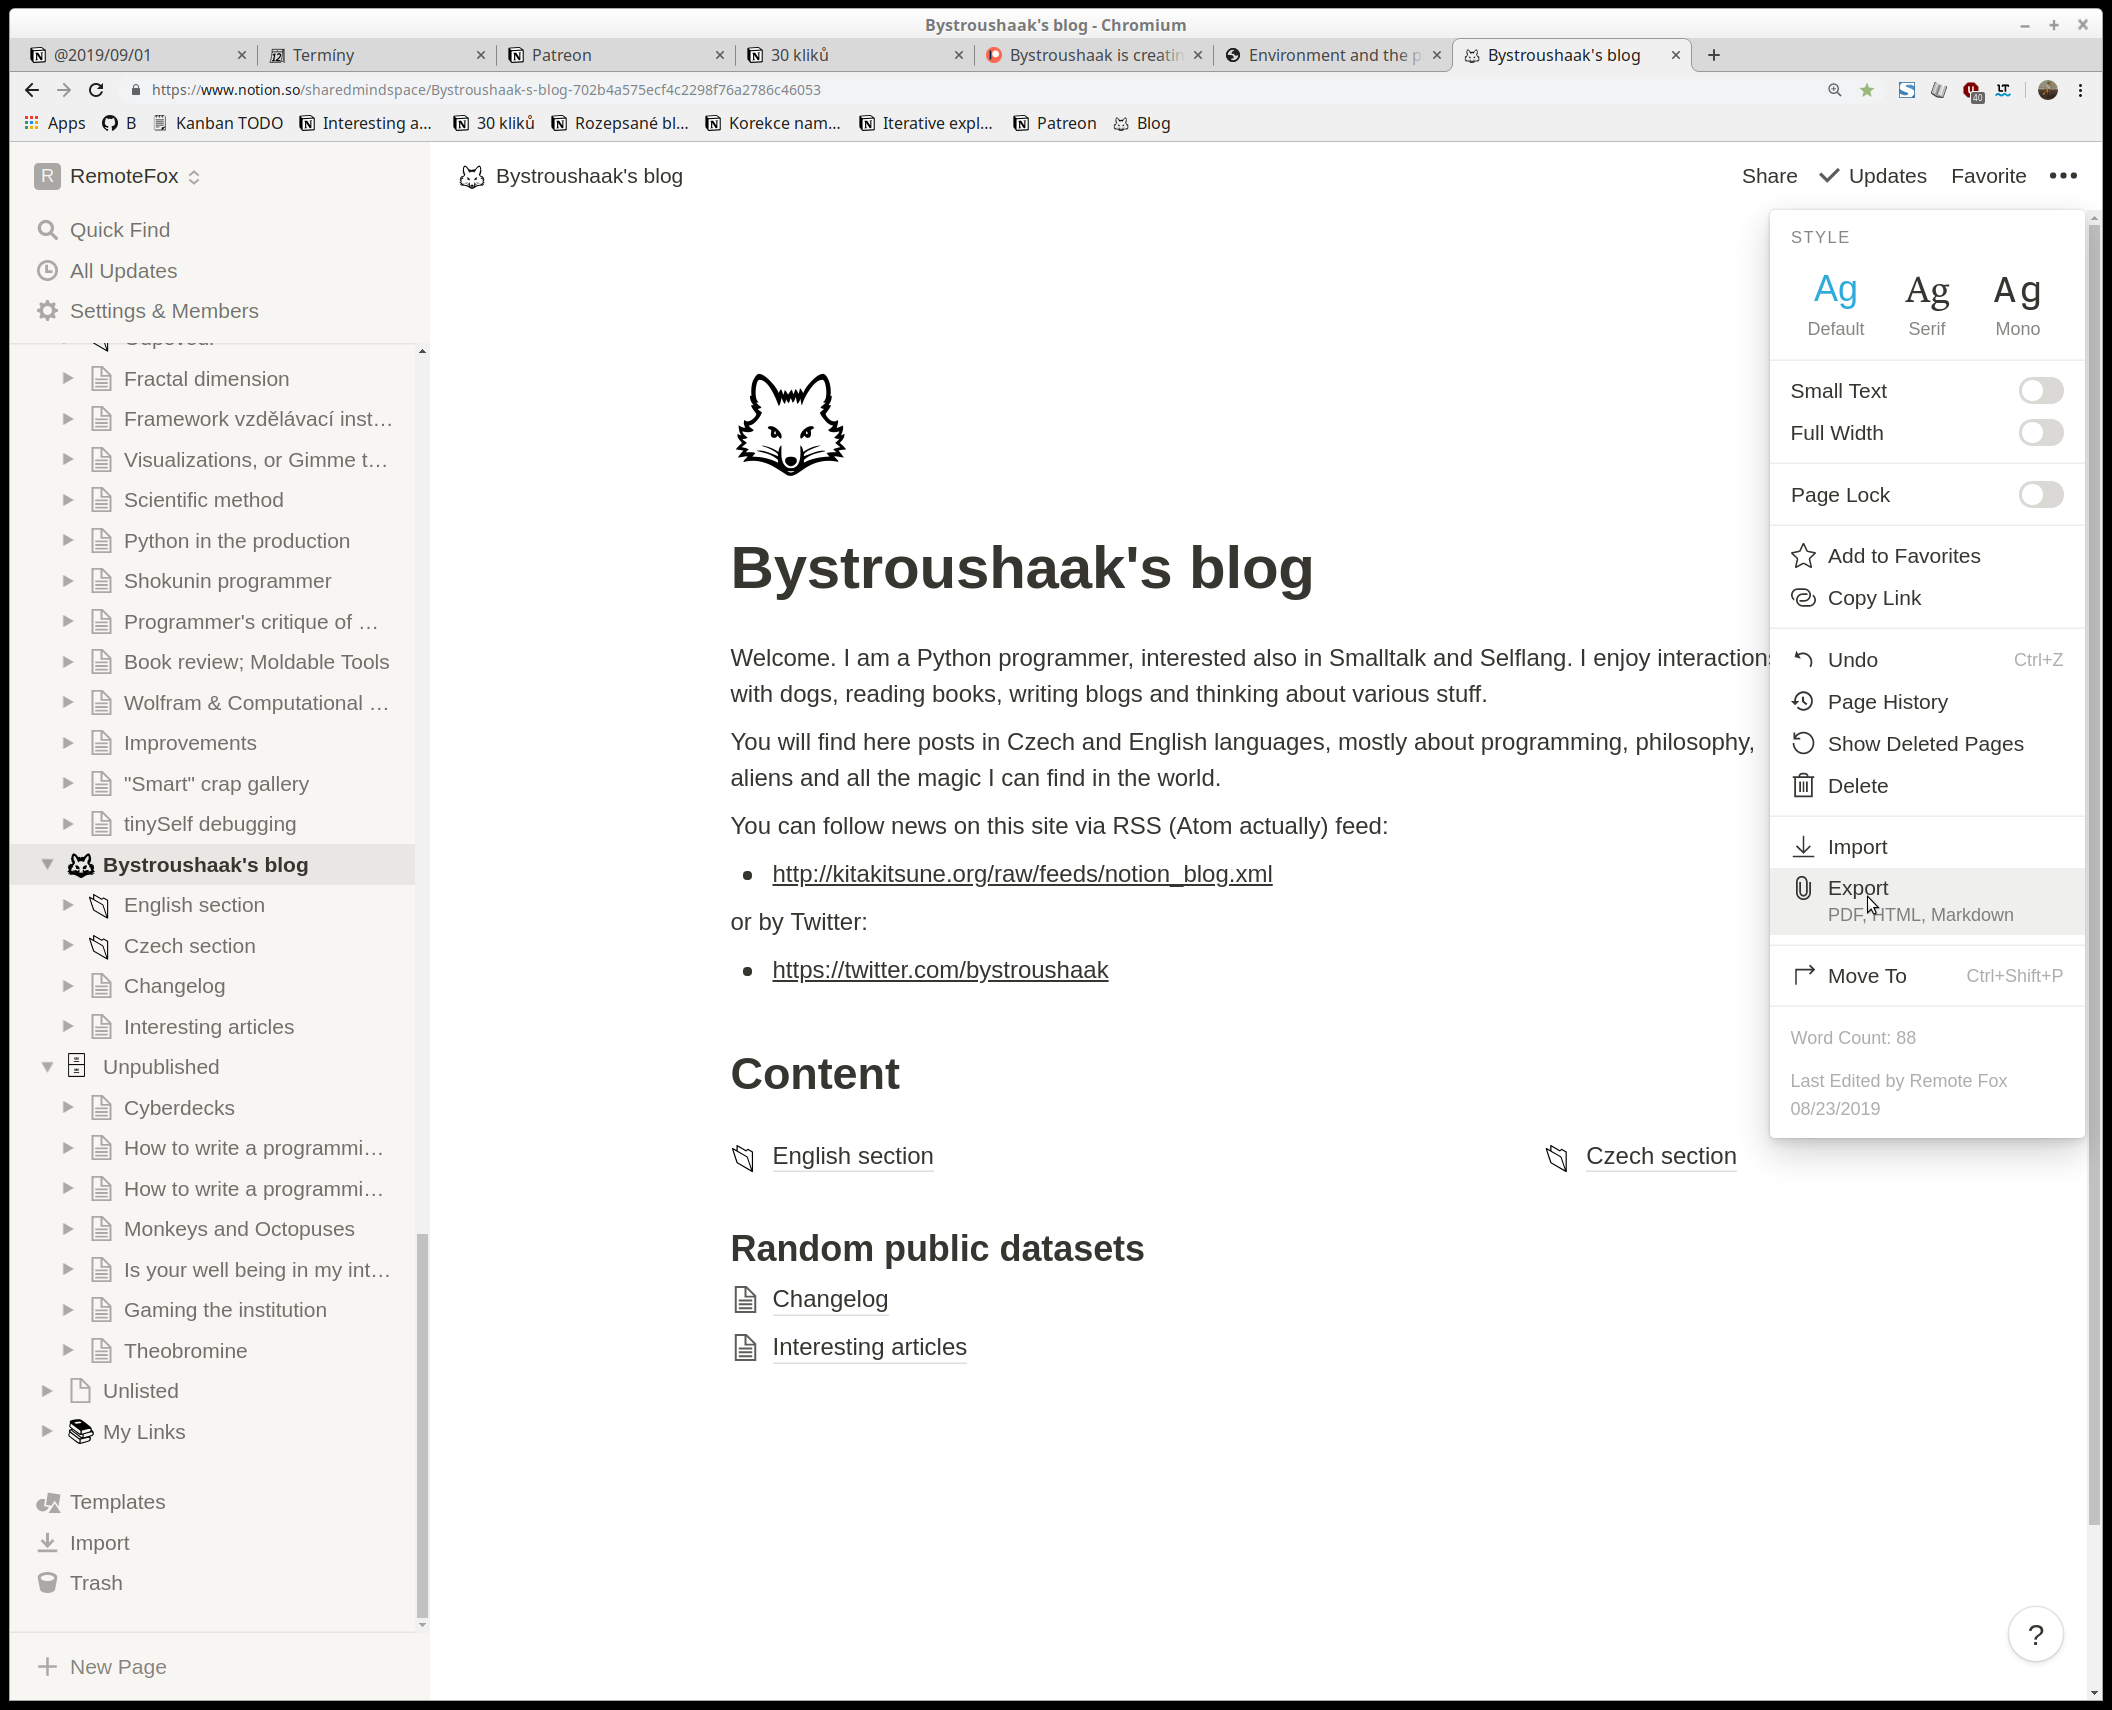 Bystroushaak's blog - Chromium
@2019/09/01
Termíny
Patreon
30 kliků
Bystroushaak is creatin
Environment and the p
Bystroushaak's blog
https://www.notion.so/sharedmindspace/Bystroushaak-s-blog-702b4a575ecf4c2298f76a2786c46053
40
Apps
B
Kanban TODO
Interesting a...
30 kliků
Rozepsané bl...
Korekce nam...
Iterative expl...
Patreon
Blog
R RemoteFox
Quick Find
All Updates
Settings & Members
Fractal dimension
Framework vzdělávací inst...
Visualizations, or Gimme t...
Scientific method
Python in the production
Shokunin programmer
Programmer's critique of ...
Book review; Moldable Tools
Wolfram & Computational ...
Improvements
"Smart" crap gallery
tinySelf debugging
Bystroushaak's blog
English section
Czech section
Changelog
Interesting articles
Unpublished
Cyberdecks
How to write a programmi...
How to write a programmi...
Monkeys and Octopuses
Is your well being in my int...
Gaming the institution
Theobromine
Unlisted
My Links
Templates
Import
Trash
New Page
Bystroushaak's blog
Share
Updates
Favorite
Bystroushaak's blog
Welcome. I am a Python programmer, interested also in Smalltalk and Selflang. I enjoy interactions
with dogs, reading books, writing blogs and thinking about various stuff.
You will find here posts in Czech and English languages, mostly about programming, philosophy,
aliens and all the magic I can find in the world.
You can follow news on this site via RSS (Atom actually) feed:
http://kitakitsune.org/raw/feeds/notion_blog.xml
or by Twitter:
https://twitter.com/bystroushaak
Content
English section
Czech section
Random public datasets
Changelog
Interesting articles
STYLE
Ag Ag Ag
Default Serif Mono
Small Text
Full Width
Page Lock
Add to Favorites
Copy Link
Undo Ctrl+Z
Page History
Show Deleted Pages
Delete
Import
Export
PDF, HTML, Markdown
Move To Ctrl+Shift+P
Word Count: 88
Last Edited by Remote Fox
08/23/2019
?